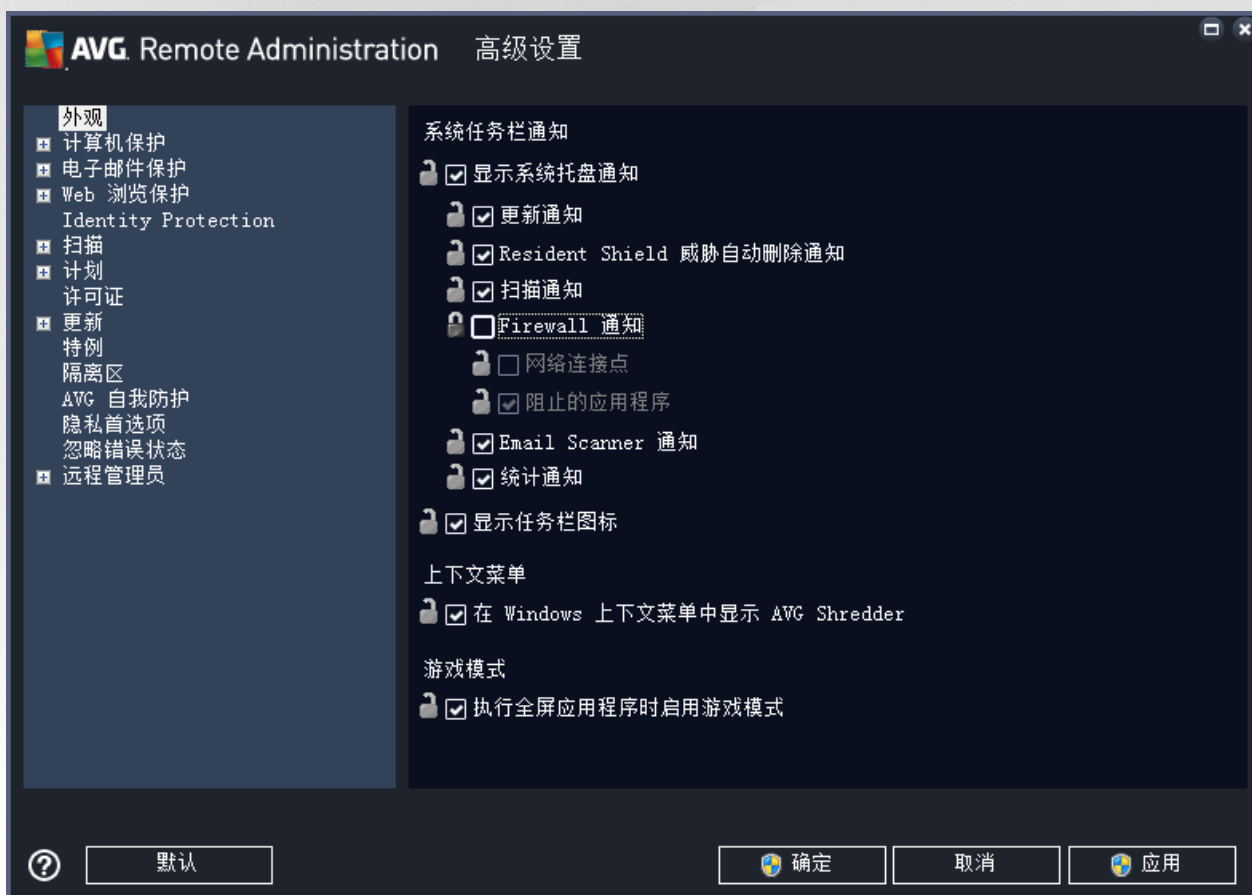 AVG. Remote Administration 高级设置
外观
计算机保护
电子邮件保护
Web 浏览保护
Identity Protection
扫描
计划
许可证
更新
特例
隔离区
AVG 自我防护
隐私首选项
忽略错误状态
远程管理员
系统任务栏通知
显示系统托盘通知
更新通知
Resident Shield 威胁自动删除通知
扫描通知
Firewall 通知
网络连接点
阻止的应用程序
Email Scanner 通知
统计通知
显示任务栏图标
上下文菜单
在 Windows 上下文菜单中显示 AVG Shredder
游戏模式
执行全屏应用程序时启用游戏模式
默认
确定
取消
应用